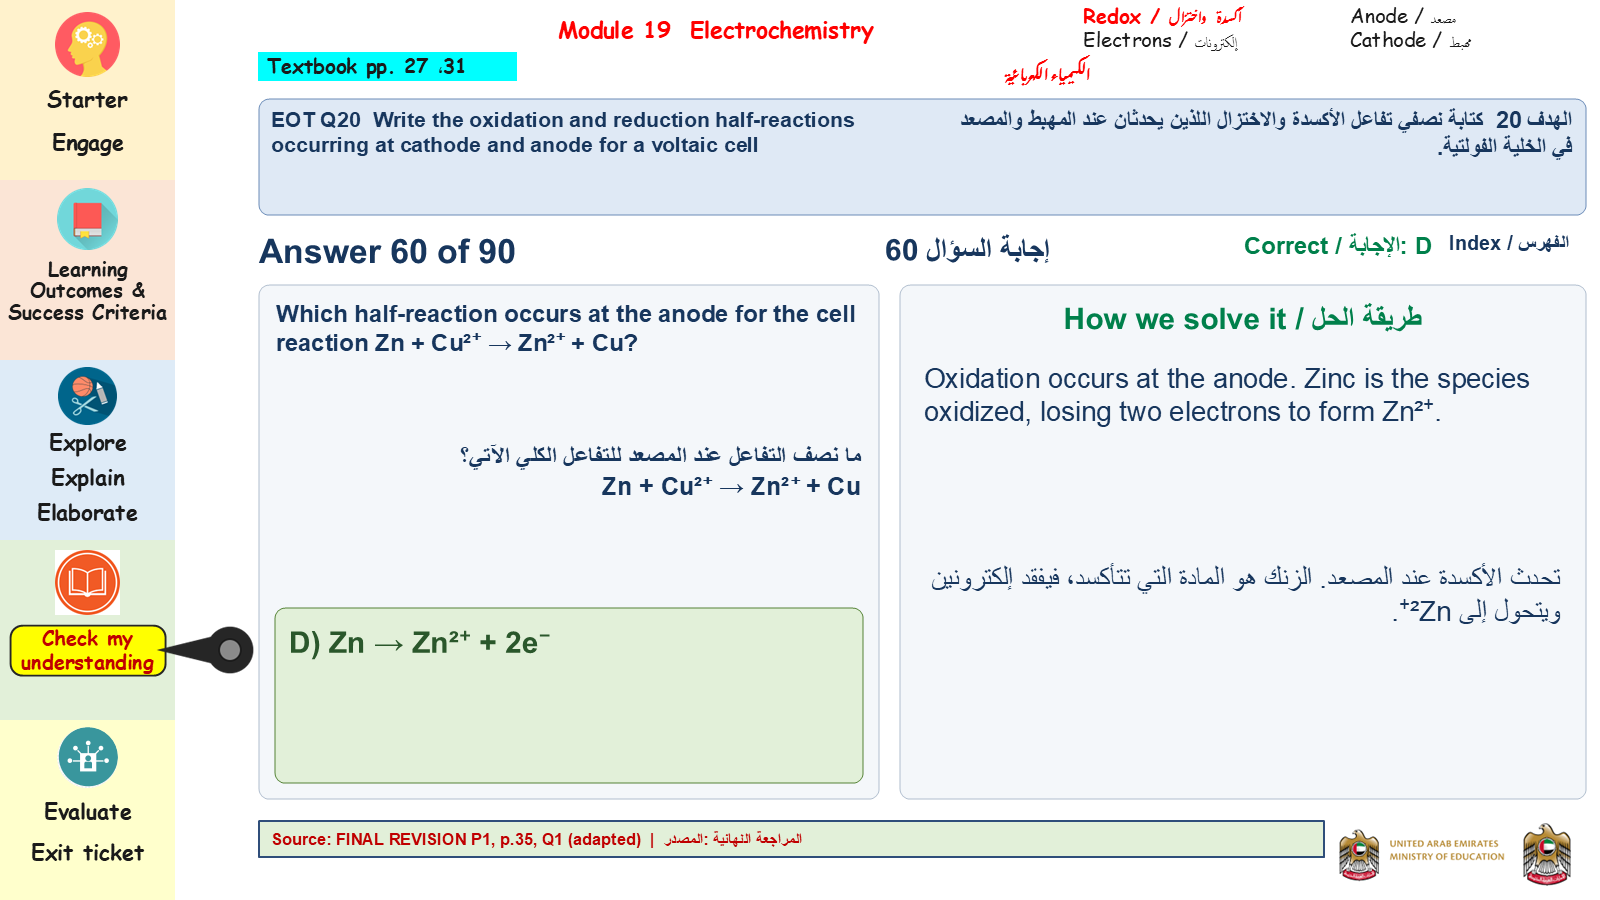 Starter
Engage
Learning
Outcomes &
Success Criteria
Explore
Explain
Elaborate
Check my
understanding
Evaluate
Exit ticket
Module 19 Electrochemistry
الكيمياء الكهربائية
Redox / أكسدة واختزال
Electrons / إلكترونات
Anode / مصعد
Cathode / مهبط
Textbook pp. 27 ،31
EOT Q20 Write the oxidation and reduction half-reactions
occurring at cathode and anode for a voltaic cell
الهدف 20 كتابة نصفي تفاعل الأكسدة والاختزال اللذين يحدثان عند المهبط والمصعد
في الخلية الفولتية.
Answer 60 of 90
إجابة السؤال 60
Correct / الإجابة: D
Index / الفهرس
Which half-reaction occurs at the anode for the cell
reaction Zn + Cu²⁺ → Zn²⁺ + Cu?
ما نصف التفاعل عند المصعد للتفاعل الكلي الآتي؟
Zn + Cu²⁺ → Zn²⁺ + Cu
D) Zn → Zn²⁺ + 2e⁻
How we solve it / طريقة الحل
Oxidation occurs at the anode. Zinc is the species
oxidized, losing two electrons to form Zn²⁺.
تحدث الأكسدة عند المصعد. الزنك هو المادة التي تتأكسد، فيفقد إلكترونين
ويتحول إلى Zn²⁺.
Source: FINAL REVISION P1, p.35, Q1 (adapted) | المراجعة النهائية :المصدر
UNITED ARAB EMIRATES
MINISTRY OF EDUCATION